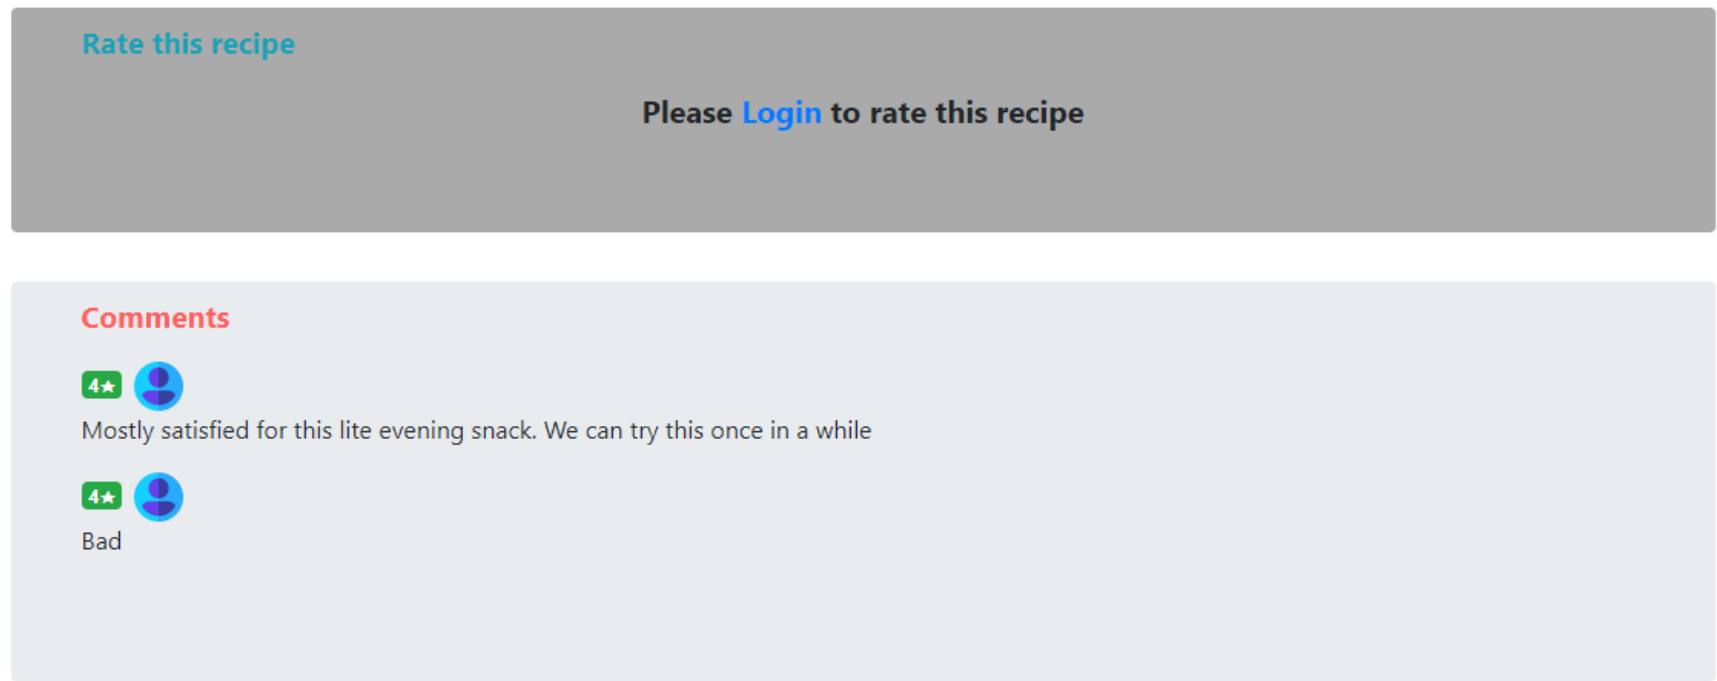 Rate this recipe
Please Login to rate this recipe
Comments
4★
Mostly satisfied for this lite evening snack. We can try this once in a while
4★
Bad